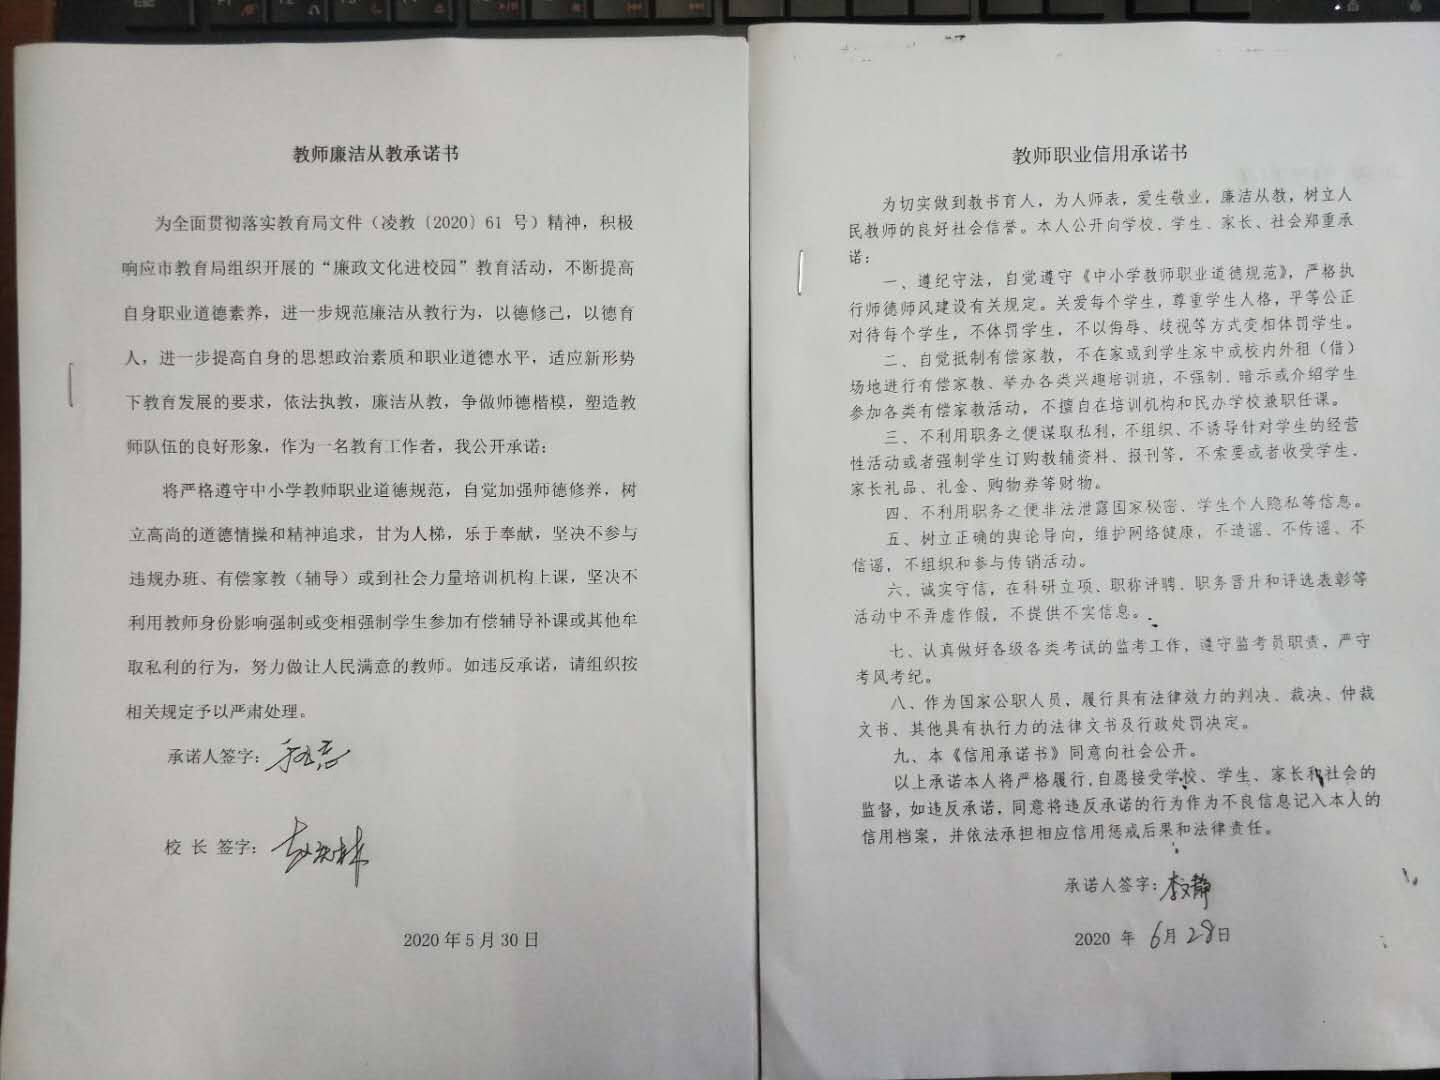 教师廉洁从教承诺书
为全面贯彻落实教育局文件（凌教〔2020〕61 号）精神，积极
响应市教育局组织开展的“廉政文化进校园”教育活动，不断提高
自身职业道德素养，进一步规范廉洁从教行为，以德修己，以德育
人，进一步提高自身的思想政治素质和职业道德水平，适应新形势
下教育发展的要求，依法执教，廉洁从教，争做师德楷模，塑造教
师队伍的良好形象，作为一名教育工作者，我公开承诺：
将严格遵守中小学教师职业道德规范，自觉加强师德修养，树
立高尚的道德情操和精神追求，甘为人梯，乐于奉献，坚决不参与
违规办班、有偿家教（辅导）或到社会力量培训机构上课，坚决不
利用教师身份影响强制或变相强制学生参加有偿辅导补课或其他牟
取私利的行为，努力做让人民满意的教师。如违反承诺，请组织按
相关规定予以严肃处理。
承诺人签字：
校 长 签字：
2020 年 5 月 30 日
教师职业信用承诺书
为切实做到教书育人，为人师表，爱生敬业，廉洁从教，树立人
民教师的良好社会信誉。本人公开向学校、学生、家长、社会郑重承
诺：
一、遵纪守法，自觉遵守《中小学教师职业道德规范》，严格执
行师德师风建设有关规定。关爱每个学生，尊重学生人格，平等公正
对待每个学生，不体罚学生，不以侮辱、歧视等方式变相体罚学生。
二、自觉抵制有偿家教，不在家或到学生家中或校内外租（借）
场地进行有偿家教、举办各类兴趣培训班，不强制、暗示或介绍学生
参加各类有偿家教活动，不擅自在培训机构和民办学校兼职任课。
三、不利用职务之便谋取私利，不组织、不诱导针对学生的经营
性活动或者强制学生订购教辅资料、报刊等，不索要或者收受学生、
家长礼品、礼金、购物券等财物。
四、不利用职务之便非法泄露国家秘密、学生个人隐私等信息。
五、树立正确的舆论导向，维护网络健康，不造谣、不传谣、不
信谣，不组织和参与传销活动。
六、诚实守信，在科研立项、职称评聘、职务晋升和评选表彰等
活动中不弄虚作假，不提供不实信息。
七、认真做好各级各类考试的监考工作，遵守监考员职责，严守
考风考纪。
八、作为国家公职人员，履行具有法律效力的判决、裁决、仲裁
文书、其他具有执行力的法律文书及行政处罚决定。
九、本《信用承诺书》同意向社会公开。
以上承诺本人将严格履行，自愿接受学校、学生、家长和社会的
监督，如违反承诺，同意将违反承诺的行为作为不良信息记入本人的
信用档案，并依法承担相应信用惩戒后果和法律责任。
承诺人签字：李文静
2020 年 6月 28日